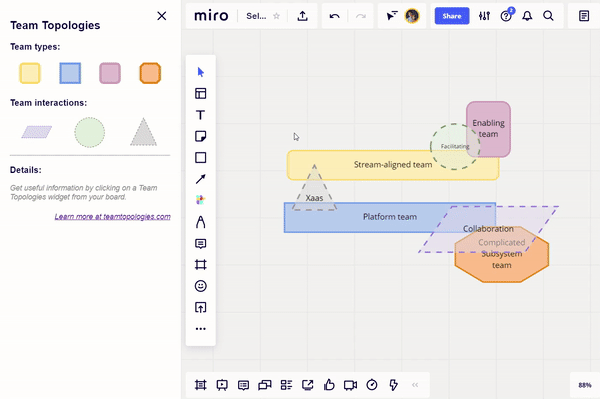 Team Topologies
Team types:
Team interactions:
Details:
Get useful information by clicking on a Team
Topologies widget from your board.
Learn more at teamtopologies.com
miro
Sel...
Share
Enabling
team
Facilitating
Stream-aligned team
Xaas
Platform team
Collaboration
Complicated
Subsystem
team
88%